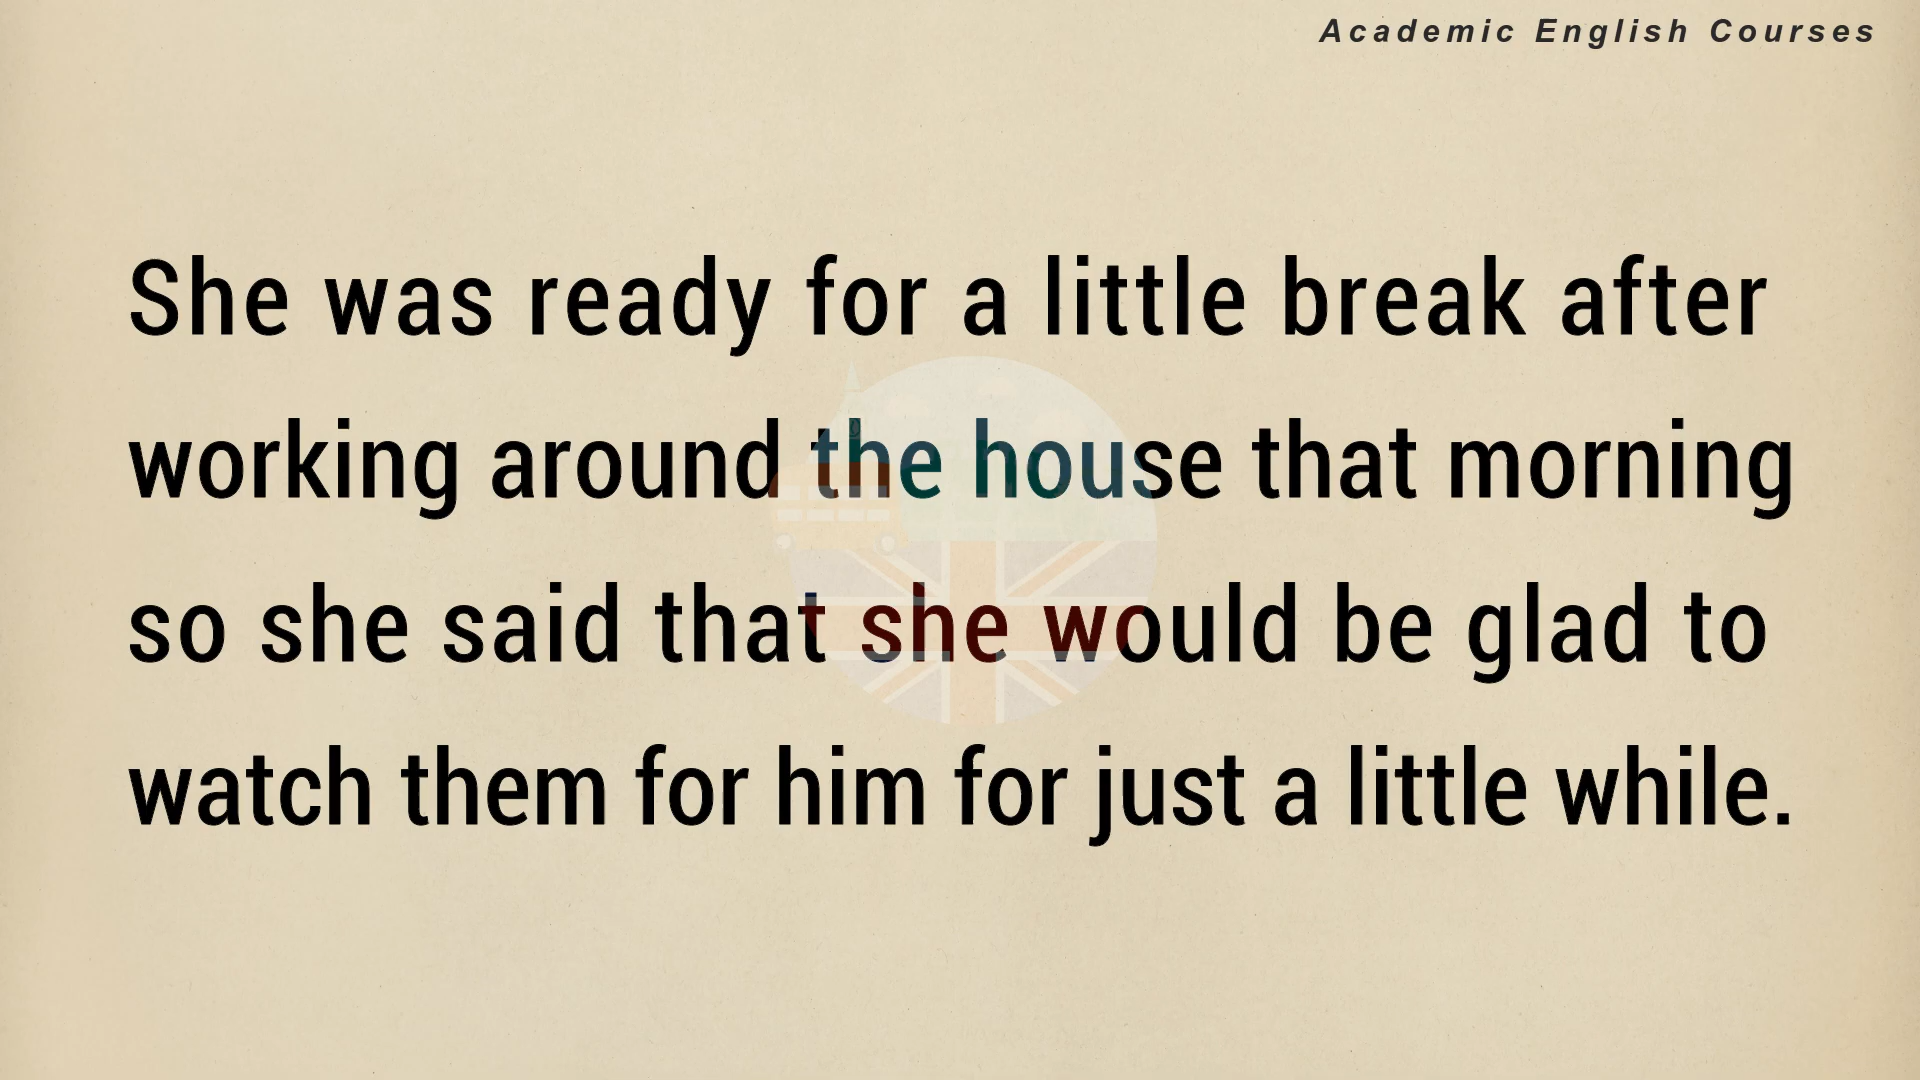 Academic English Courses
She was ready for a little break after
working around the house that morning
so she said that she would be glad to
watch them for him for just a little while.